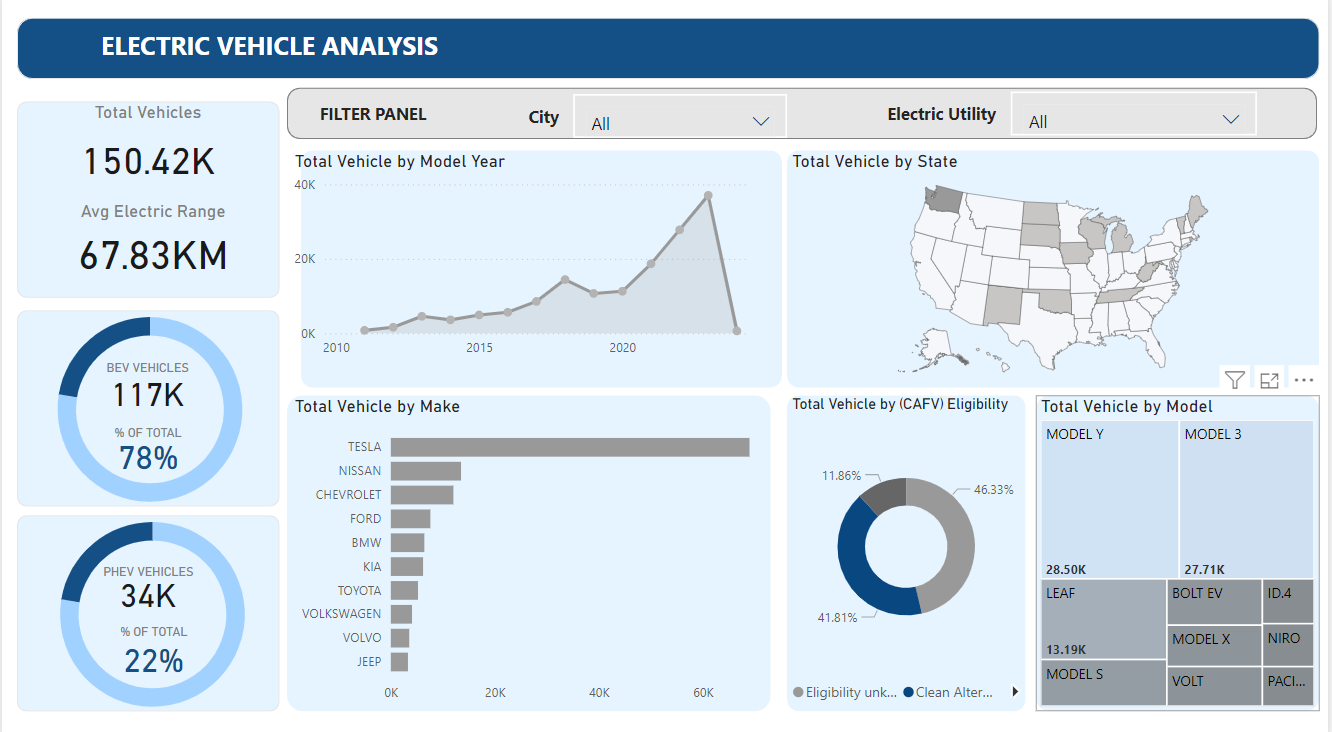 ELECTRIC VEHICLE ANALYSIS
Total Vehicles
150.42K
Avg Electric Range
67.83KM
FILTER PANEL
City
All
Electric Utility
All
BEV VEHICLES
117K
% OF TOTAL
78%
PHEV VEHICLES
34K
% OF TOTAL
22%
Total Vehicle by Model Year
40K
20K
0K
2010
2015
2020
Total Vehicle by State
Total Vehicle by Make
TESLA
NISSAN
CHEVROLET
FORD
BMW
KIA
TOYOTA
VOLKSWAGEN
VOLVO
JEEP
0K
20K
40K
60K
Total Vehicle by (CAFV) Eligibility
11.86%
46.33%
41.81%
Eligibility unk...
Clean Alter...
Total Vehicle by Model
MODEL Y
28.50K
MODEL 3
27.71K
LEAF
13.19K
MODEL S
BOLT EV
MODEL X
VOLT
ID.4
NIRO
PACI...